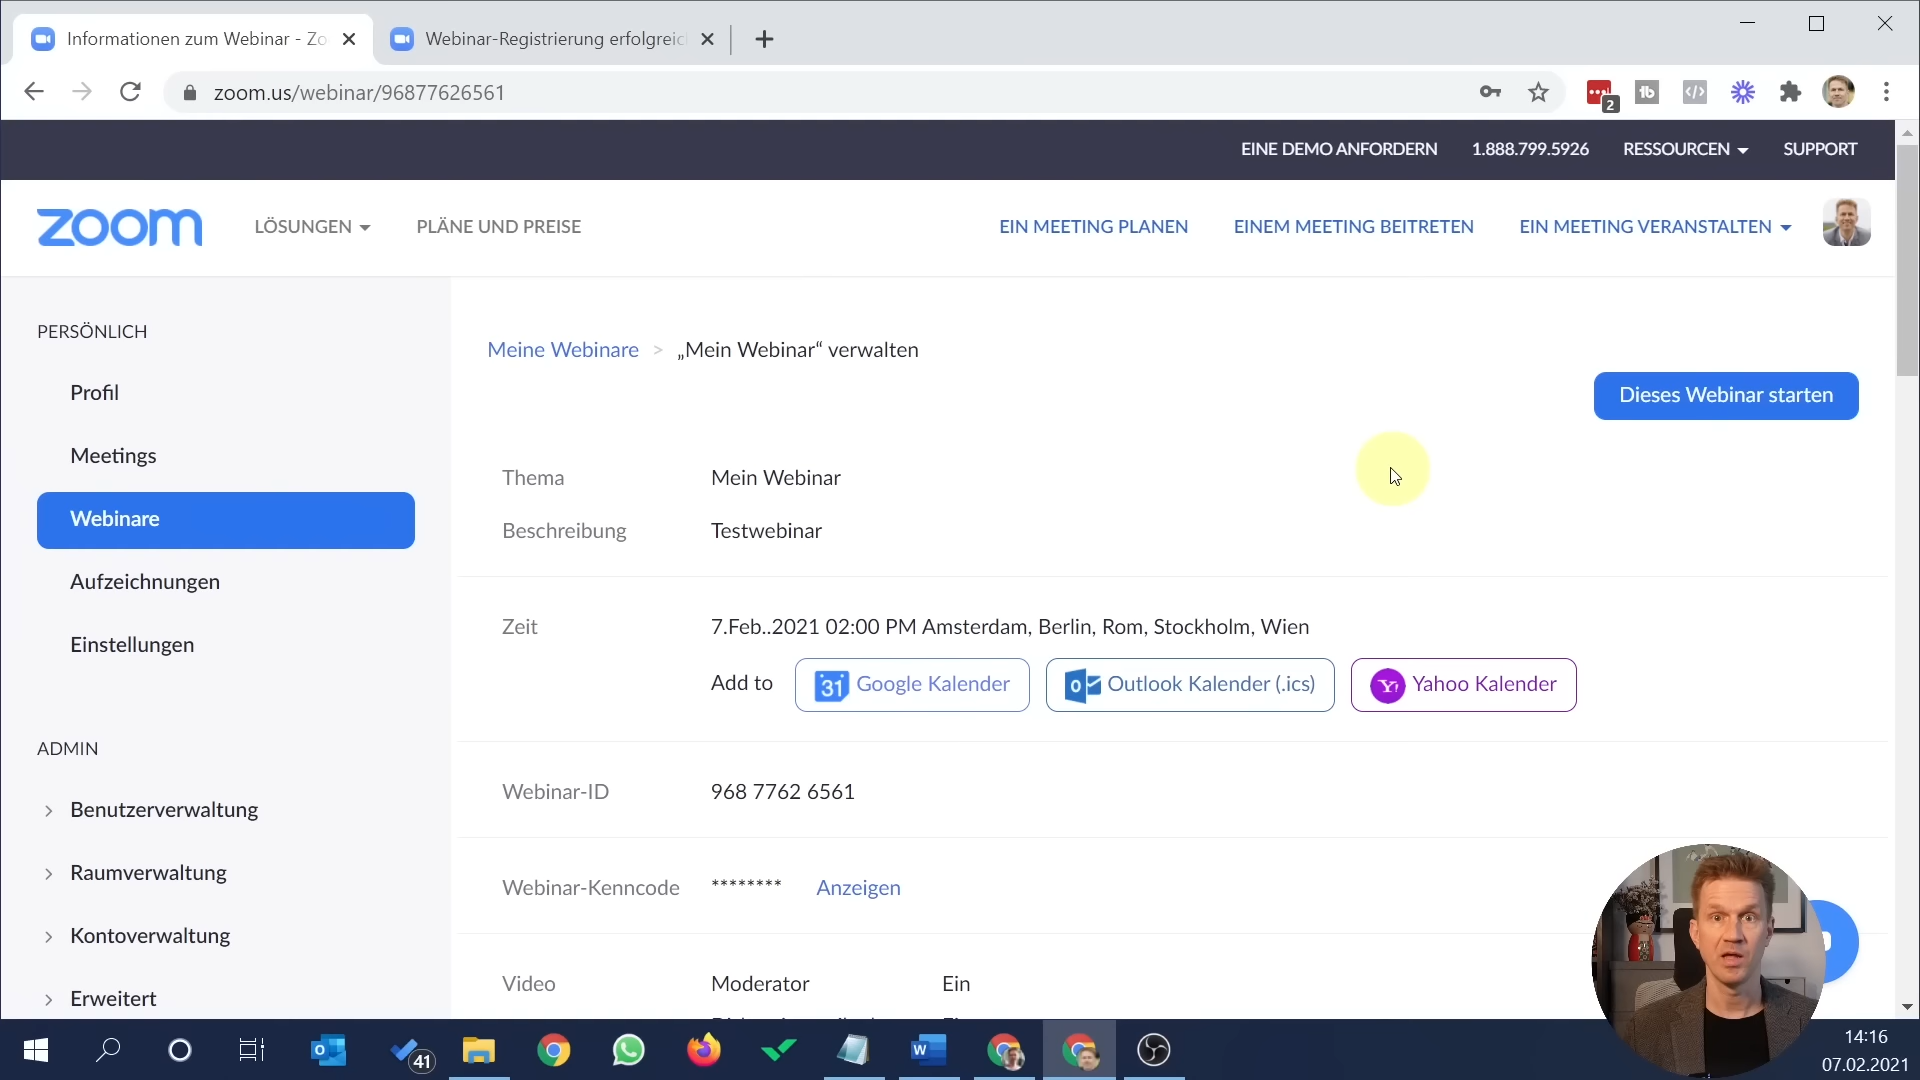 Informationen zum Webinar - Zo
Webinar-Registrierung erfolgreic
zoom.us/webinar/96877626561
2
EINE DEMO ANFORDERN
1.888.799.5926
RESSOURCEN
SUPPORT
zoom
LÖSUNGEN
PLÄNE UND PREISE
EIN MEETING PLANEN
EINEM MEETING BEITRETEN
EIN MEETING VERANSTALTEN
PERSÖNLICH
Profil
Meetings
Webinare
Aufzeichnungen
Einstellungen
ADMIN
Benutzerverwaltung
Raumverwaltung
Kontoverwaltung
Erweitert
Meine Webinare > „Mein Webinar“ verwalten
Dieses Webinar starten
Thema Mein Webinar
Beschreibung Testwebinar
Zeit 7.Feb..2021 02:00 PM Amsterdam, Berlin, Rom, Stockholm, Wien
Add to 31 Google Kalender Outlook Kalender (.ics) Yahoo Kalender
Webinar-ID 968 7762 6561
Webinar-Kenncode ******** Anzeigen
Video Moderator Ein
41
14:16
07.02.2021